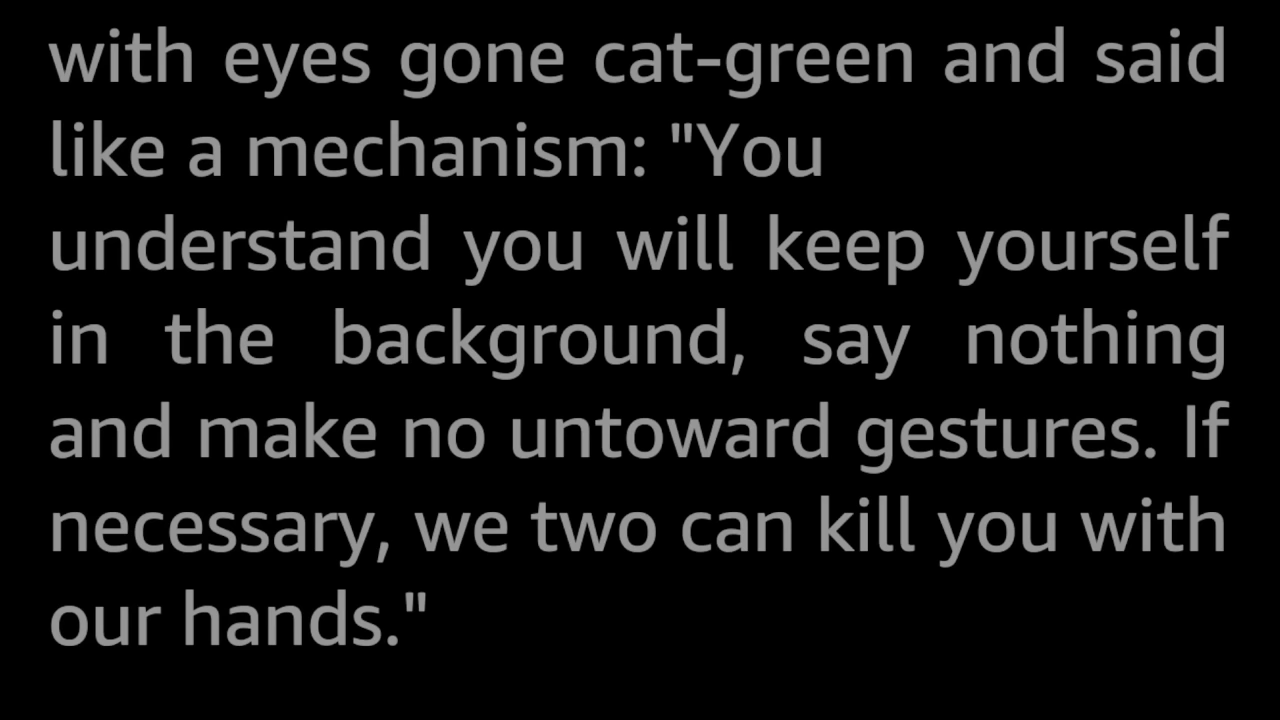 with eyes gone cat-green and said
like a mechanism: "You
understand you will keep yourself
in the background, say nothing
and make no untoward gestures. If
necessary, we two can kill you with
our hands."